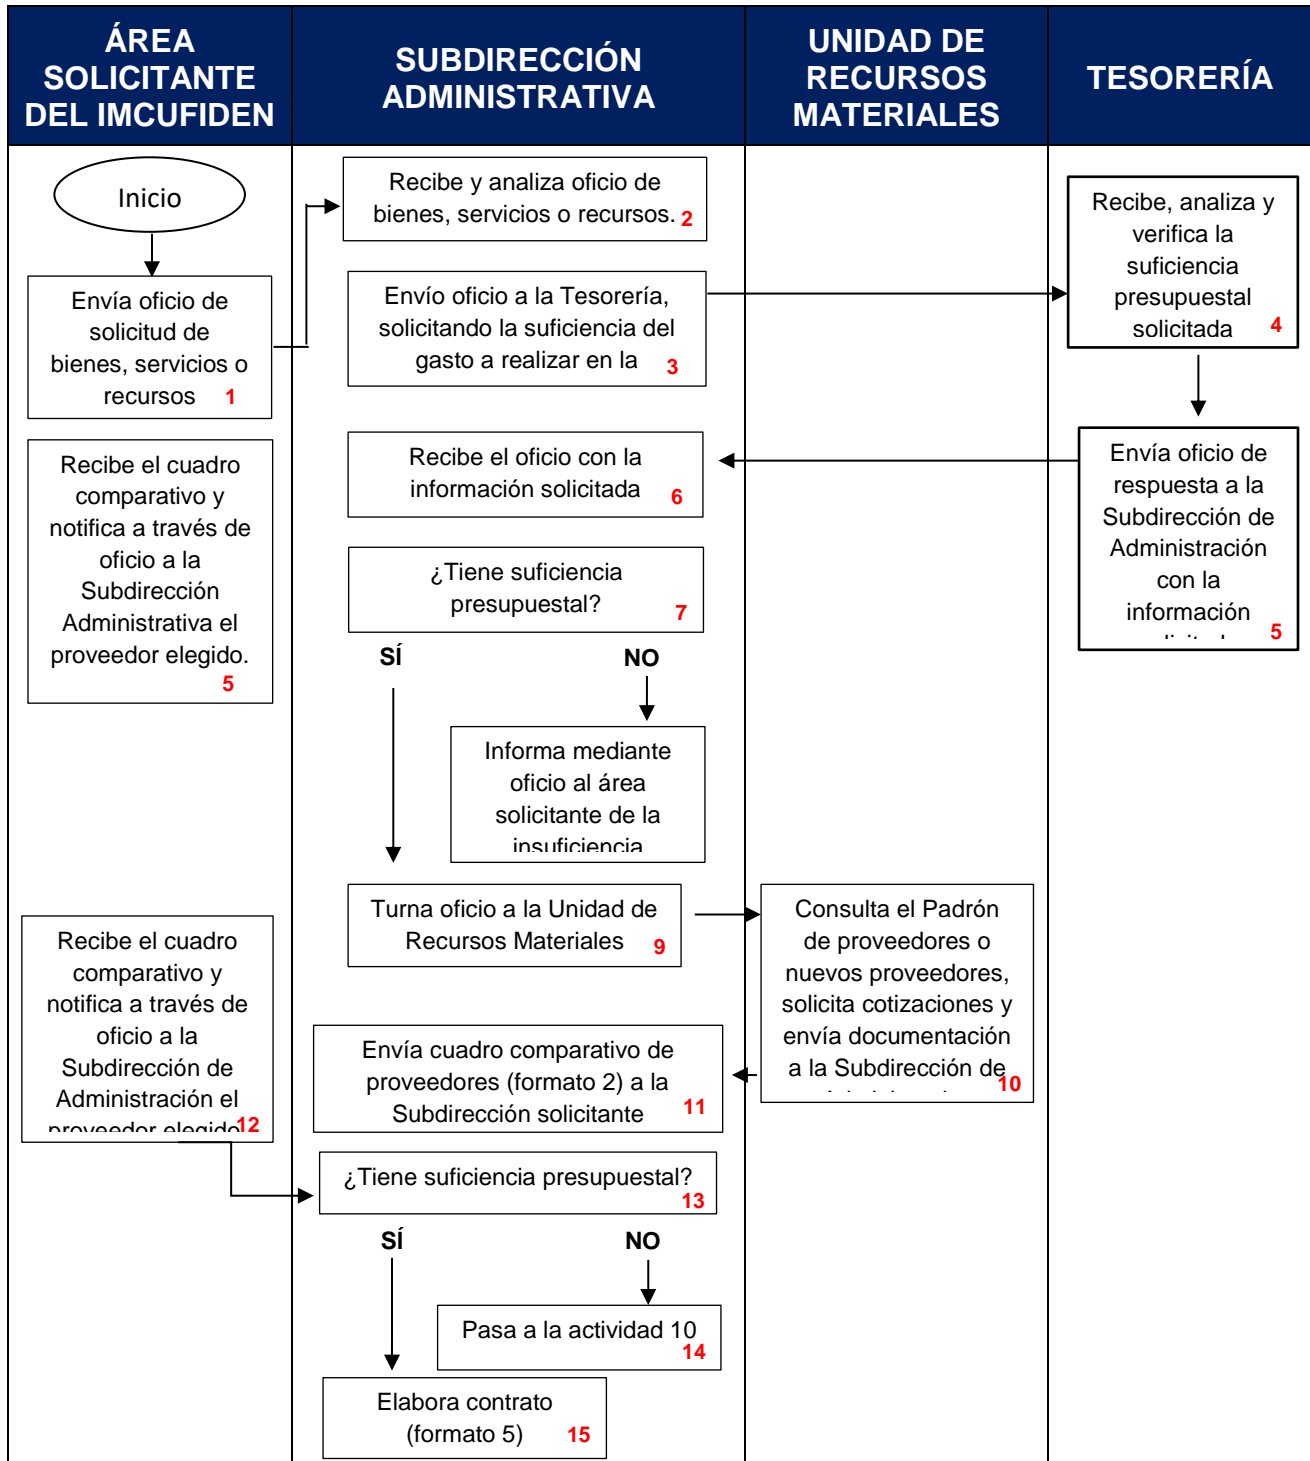 ÁREA
SOLICITANTE
DEL IMCUFIDEN
SUBDIRECCIÓN
ADMINISTRATIVA
UNIDAD DE
RECURSOS
MATERIALES
TESORERÍA
Inicio
Envía oficio de
solicitud de
bienes, servicios o
recursos 1
Recibe y analiza oficio de
bienes, servicios o recursos. 2
Envío oficio a la Tesorería,
solicitando la suficiencia del
gasto a realizar en la 3
Recibe, analiza y
verifica la
suficiencia
presupuestal
solicitada 4
Envía oficio de
respuesta a la
Subdirección de
Administración
con la
información
5
Recibe el cuadro
comparativo y
notifica a través de
oficio a la
Subdirección
Administrativa el
proveedor elegido.
5
Recibe el oficio con la
información solicitada 6
¿Tiene suficiencia
presupuestal? 7
SÍ NO
Informa mediante
oficio al área
solicitante de la
insuficiencia
Turna oficio a la Unidad de
Recursos Materiales 9
Consulta el Padrón
de proveedores o
nuevos proveedores,
solicita cotizaciones y
envía documentación
a la Subdirección de
10
Envía cuadro comparativo de
proveedores (formato 2) a la
Subdirección solicitante 11
Recibe el cuadro
comparativo y
notifica a través de
oficio a la
Subdirección de
Administración el
proveedor elegido 12
¿Tiene suficiencia presupuestal?
13
SÍ NO
Pasa a la actividad 10
14
Elabora contrato
(formato 5) 15